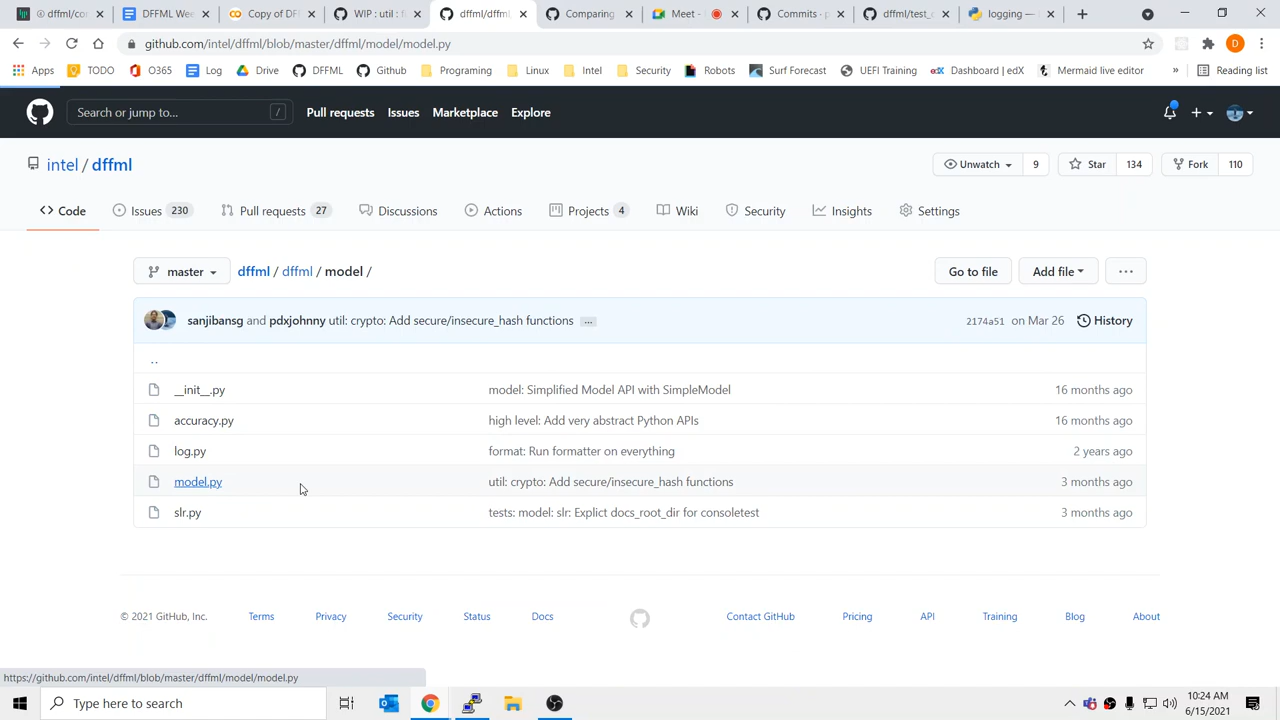 dffml/co
DFFML We
Copy of DF
WIP : util : f
dffml/dffml
Comparing
Meet -
Commits · p
dffml/test_c
logging —
github.com/intel/dffml/blob/master/dffml/model/model.py
Apps
TODO
O365
Log
Drive
DFFML
Github
Programing
Linux
Intel
Security
Robots
Surf Forecast
UEFI Training
Dashboard | edX
Mermaid live editor
»
Reading list
Search or jump to...
/
Pull requests
Issues
Marketplace
Explore
intel / dffml
Unwatch
9
Star
134
Fork
110
Code
Issues 230
Pull requests 27
Discussions
Actions
Projects 4
Wiki
Security
Insights
Settings
master
dffml / dffml / model /
Go to file
Add file
...
sanjibansg and pdxjohnny util: crypto: Add secure/insecure_hash functions ...
2174a51 on Mar 26
History
..
__init__.py model: Simplified Model API with SimpleModel 16 months ago
accuracy.py high level: Add very abstract Python APIs 16 months ago
log.py format: Run formatter on everything 2 years ago
model.py util: crypto: Add secure/insecure_hash functions 3 months ago
slr.py tests: model: slr: Explict docs_root_dir for consoletest 3 months ago
© 2021 GitHub, Inc.
Terms
Privacy
Security
Status
Docs
Contact GitHub
Pricing
API
Training
Blog
About
https://github.com/intel/dffml/blob/master/dffml/model/model.py
Type here to search
10:24 AM
6/15/2021